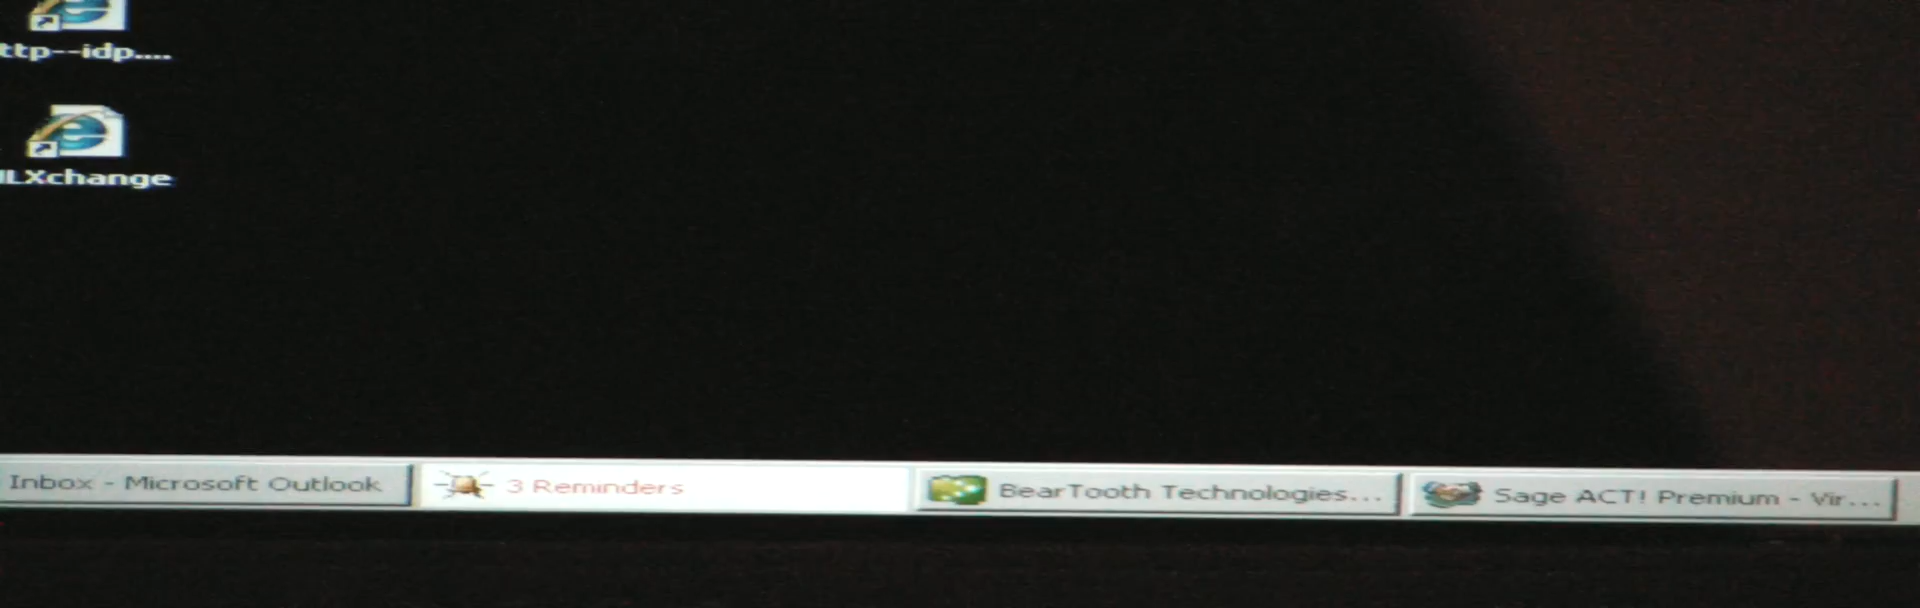 ttp--idp....
LXchange
Inbox - Microsoft Outlook
3 Reminders
BearTooth Technologies...
Sage ACT! Premium - Vir...